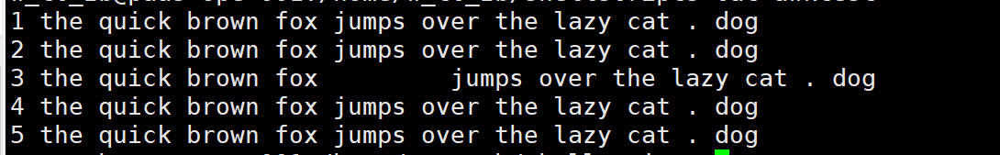 1 the quick brown fox jumps over the lazy cat . dog
2 the quick brown fox jumps over the lazy cat . dog
3 the quick brown fox         jumps over the lazy cat . dog
4 the quick brown fox jumps over the lazy cat . dog
5 the quick brown fox jumps over the lazy cat . dog